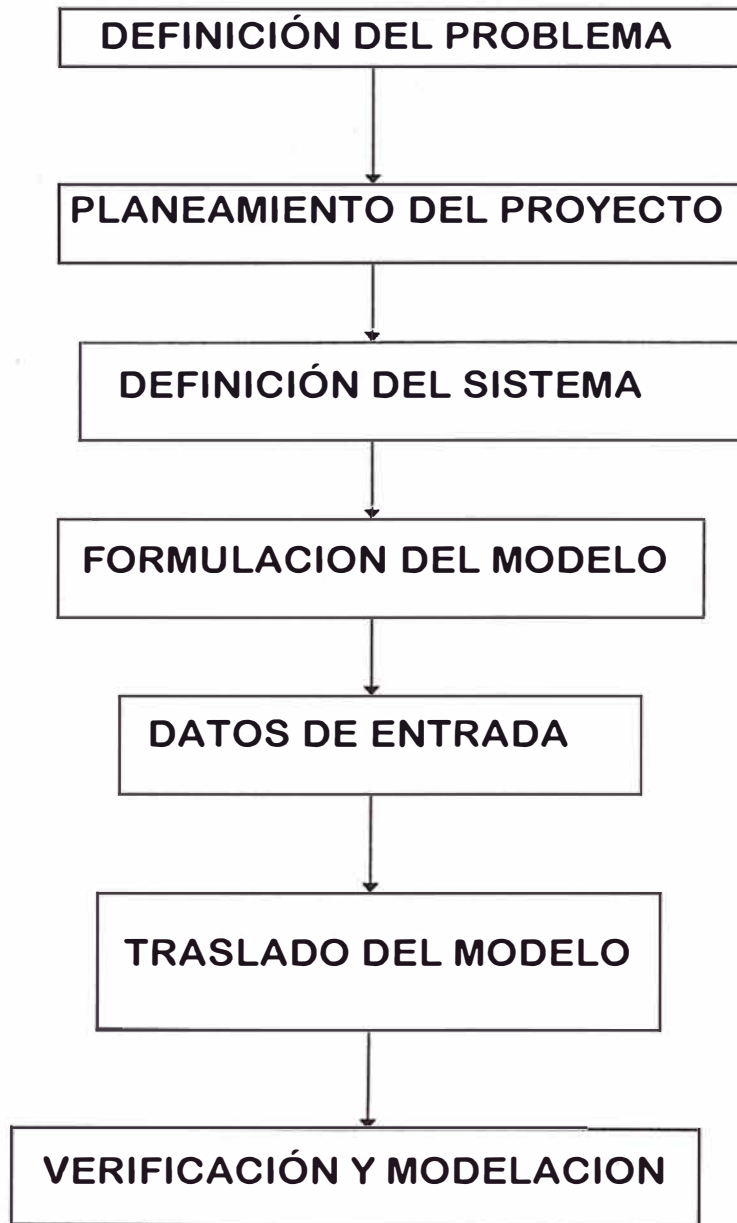 DEFINICIÓN DEL PROBLEMA
PLANEAMIENTO DEL PROYECTO
DEFINICIÓN DEL SISTEMA
FORMULACION DEL MODELO
DATOS DE ENTRADA
TRASLADO DEL MODELO
VERIFICACIÓN Y MODELACION